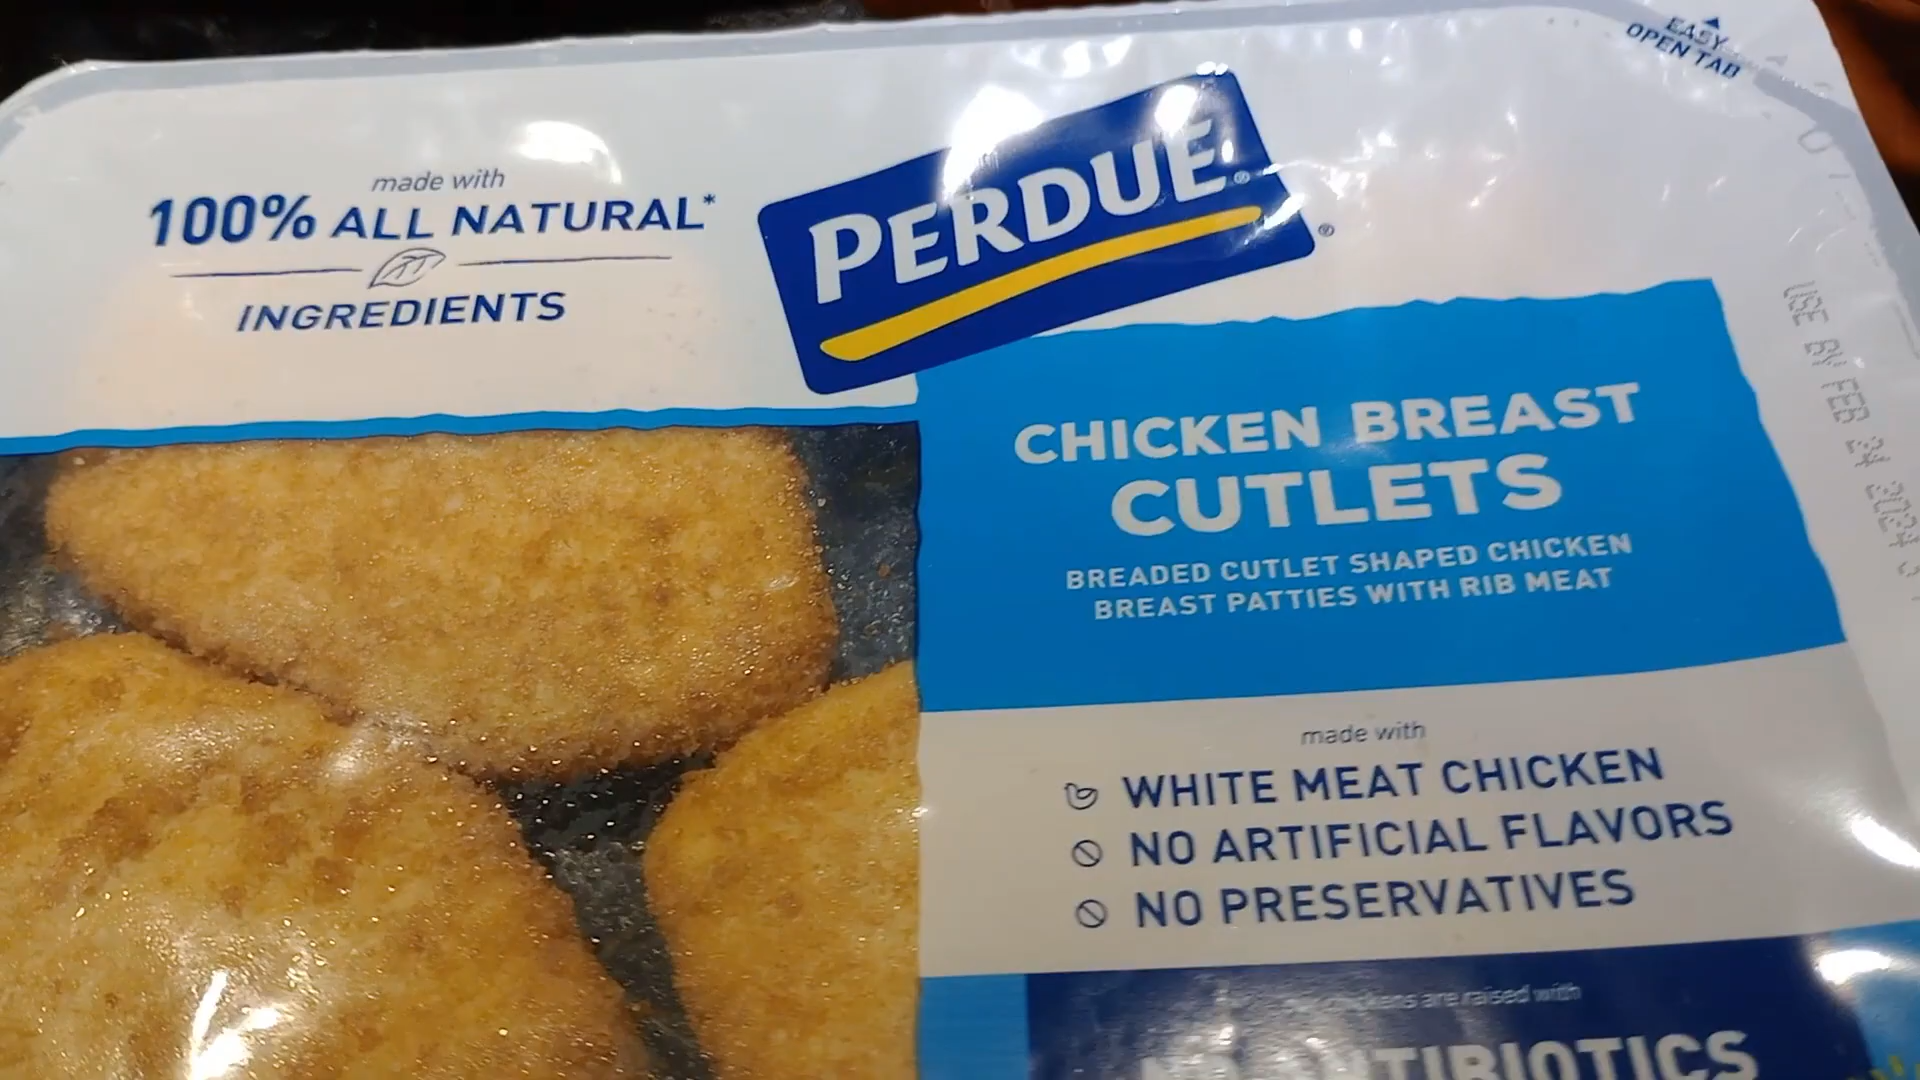 EASY
OPEN TAB
made with
100% ALL NATURAL*
INGREDIENTS
PERDUE®
®
CHICKEN BREAST
CUTLETS
BREADED CUTLET SHAPED CHICKEN
BREAST PATTIES WITH RIB MEAT
USE BY FEB 24 2024
made with
WHITE MEAT CHICKEN
NO ARTIFICIAL FLAVORS
NO PRESERVATIVES
chickens are raised with
NO ANTIBIOTICS